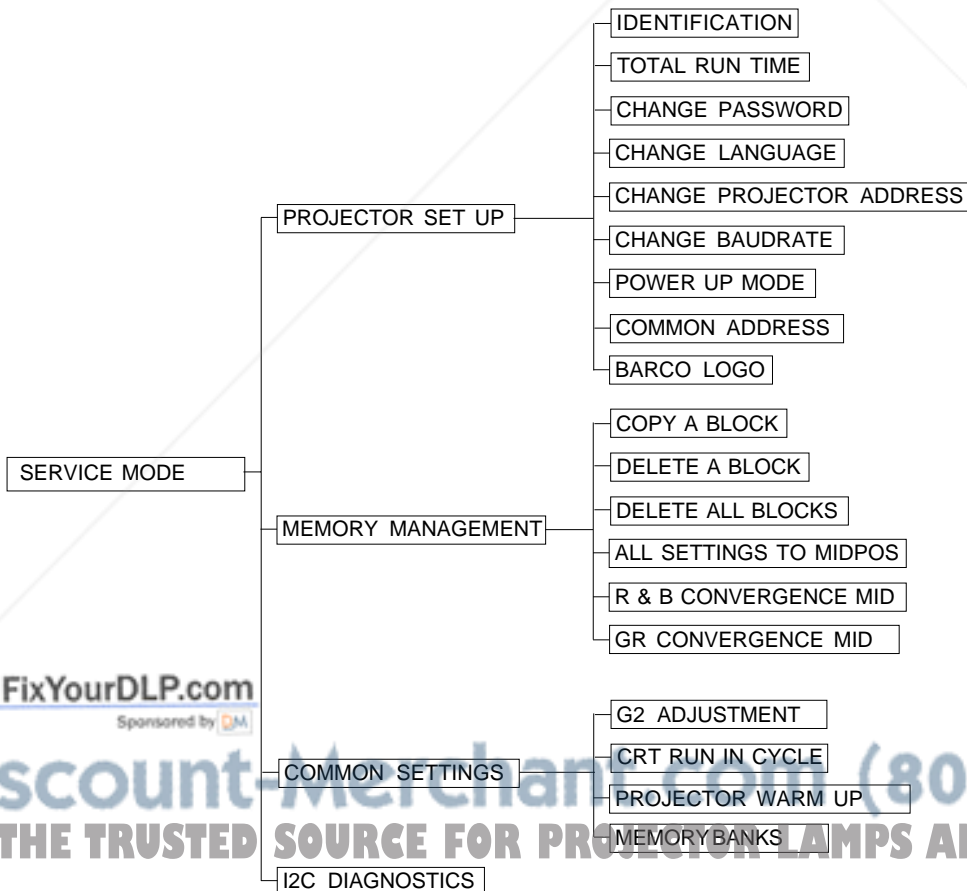 IDENTIFICATION
TOTAL RUN TIME
CHANGE PASSWORD
CHANGE LANGUAGE
CHANGE PROJECTOR ADDRESS
PROJECTOR SET UP
CHANGE BAUDRATE
POWER UP MODE
COMMON ADDRESS
BARCO LOGO
COPY A BLOCK
SERVICE MODE
DELETE A BLOCK
DELETE ALL BLOCKS
MEMORY MANAGEMENT
ALL SETTINGS TO MIDPOS
R & B CONVERGENCE MID
GR CONVERGENCE MID
FixYourDLP.com
Sponsored by DM
G2 ADJUSTMENT
CRT RUN IN CYCLE
COMMON SETTINGS
PROJECTOR WARM UP
MEMORYBANKS
scount-Merchant.com (80
THE TRUSTED SOURCE FOR PROJECTOR LAMPS A
I2C DIAGNOSTICS